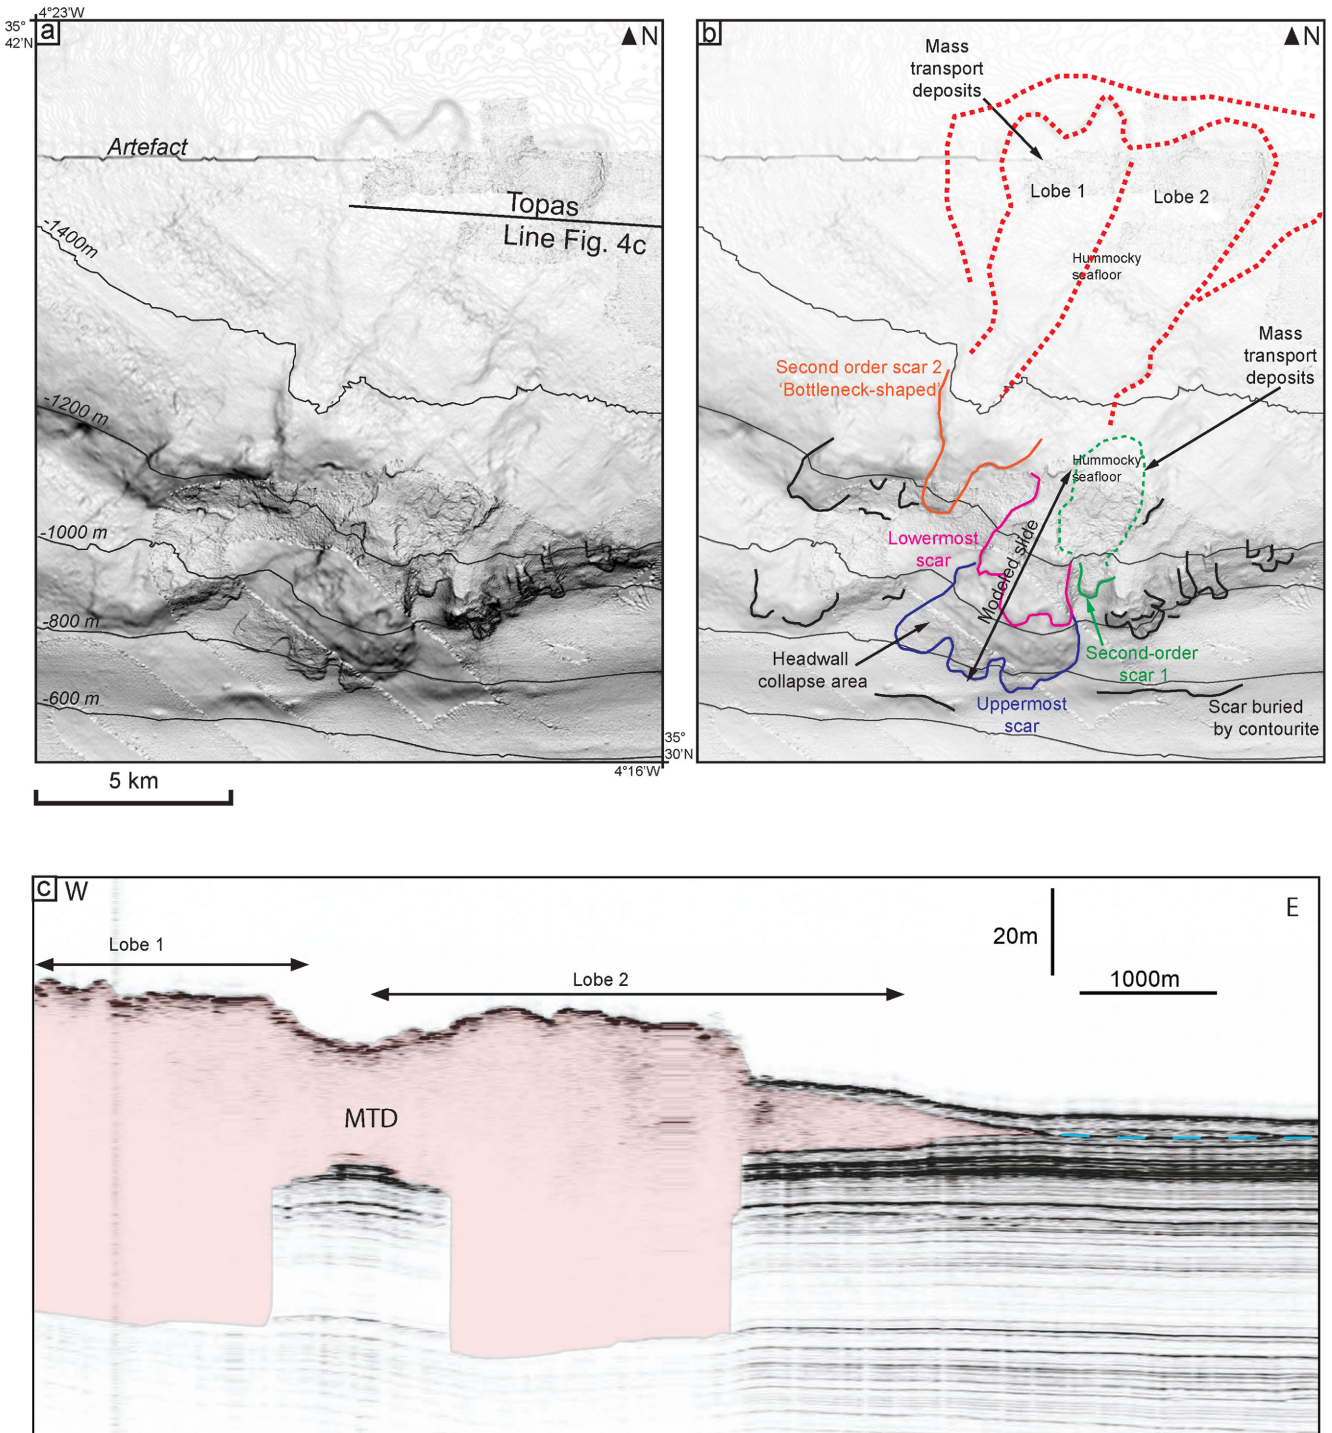 4°23'W
35°
42'N
a
N
Artefact
Topas
Line Fig. 4c
-1400m
-1200 m
-1000 m
-800 m
-600 m
35°
30'N
4°16'W
5 km
b
N
Mass
transport
deposits
Lobe 1
Lobe 2
Hummocky
seafloor
Mass
transport
deposits
Second order scar 2
'Bottleneck-shaped'
Hummocky
seafloor
Lowermost
scar
Modeled slide
Headwall
collapse area
Second-order
scar 1
Uppermost
scar
Scar buried
by contourite
c
W
E
Lobe 1
Lobe 2
20m
1000m
MTD